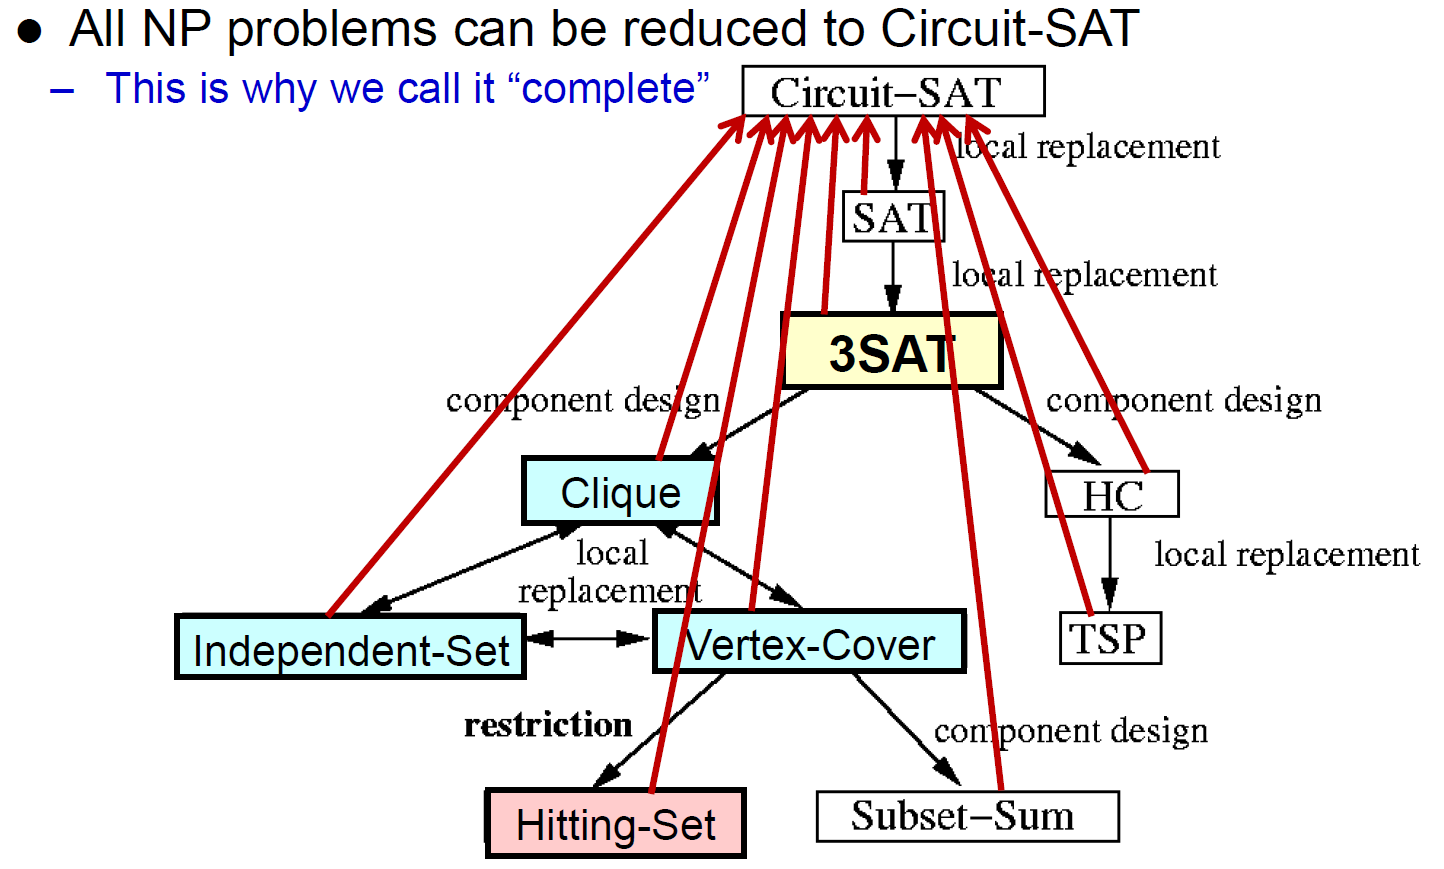 ● All NP problems can be reduced to Circuit-SAT
– This is why we call it “complete”
Circuit–SAT
local replacement
SAT
local replacement
3SAT
component design
component design
Clique
HC
local
replacement
local replacement
Independent-Set
Vertex-Cover
TSP
restriction
component design
Hitting-Set
Subset–Sum